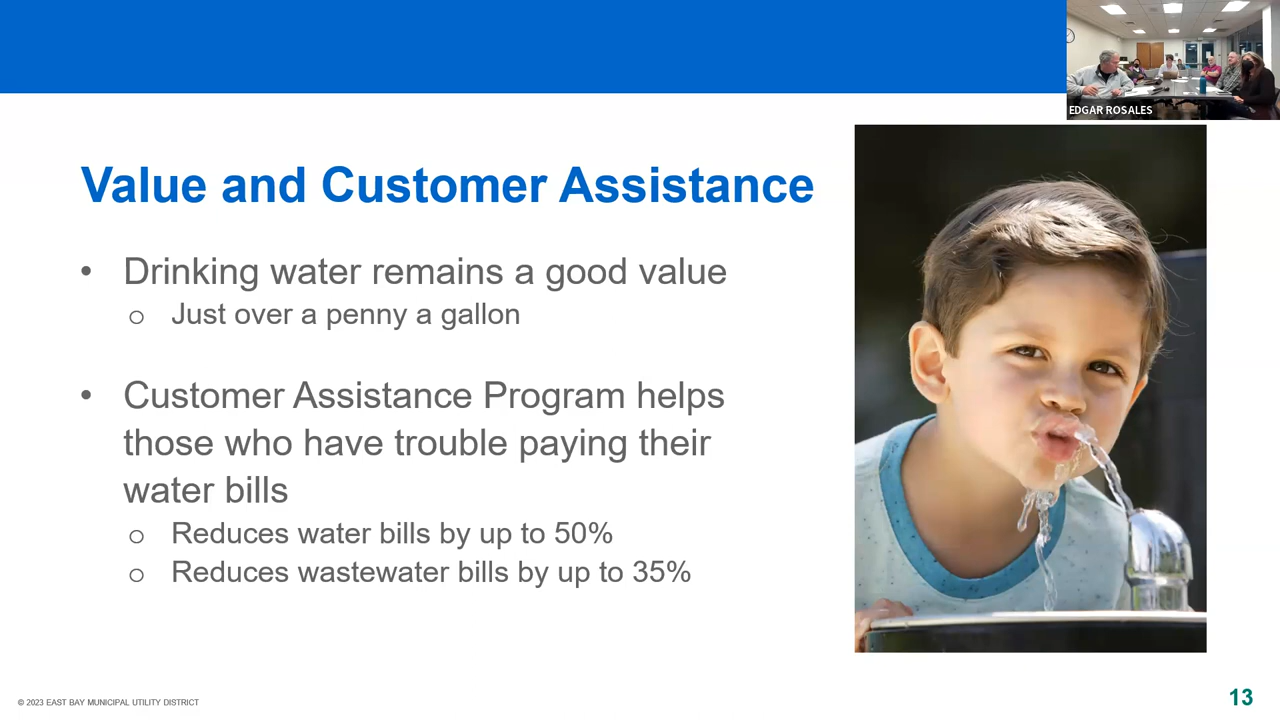 EDGAR ROSALES
Value and Customer Assistance
• Drinking water remains a good value
o Just over a penny a gallon
• Customer Assistance Program helps
those who have trouble paying their
water bills
o Reduces water bills by up to 50%
o Reduces wastewater bills by up to 35%
© 2023 EAST BAY MUNICIPAL UTILITY DISTRICT
13